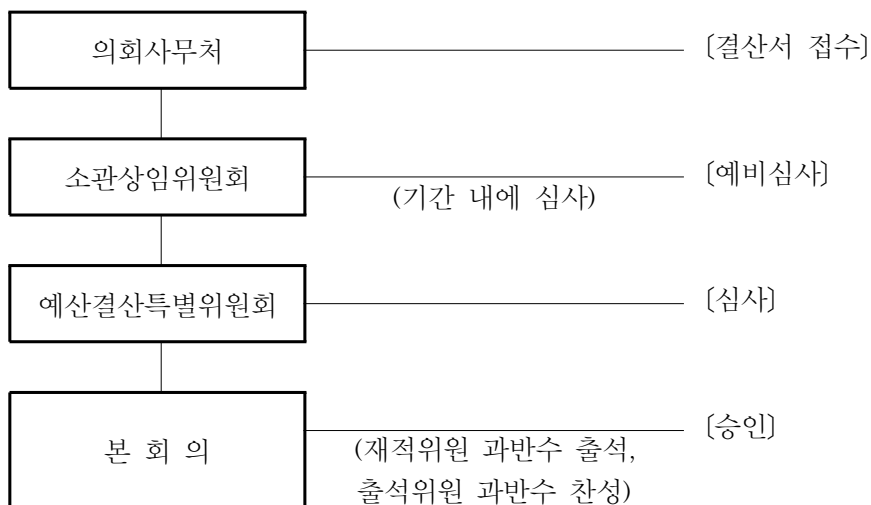 의회사무처
〔결산서 접수〕
소관상임위원회
(기간 내에 심사)
〔예비심사〕
예산결산특별위원회
〔심사〕
본 회 의
(재적위원 과반수 출석,
출석위원 과반수 찬성)
〔승인〕